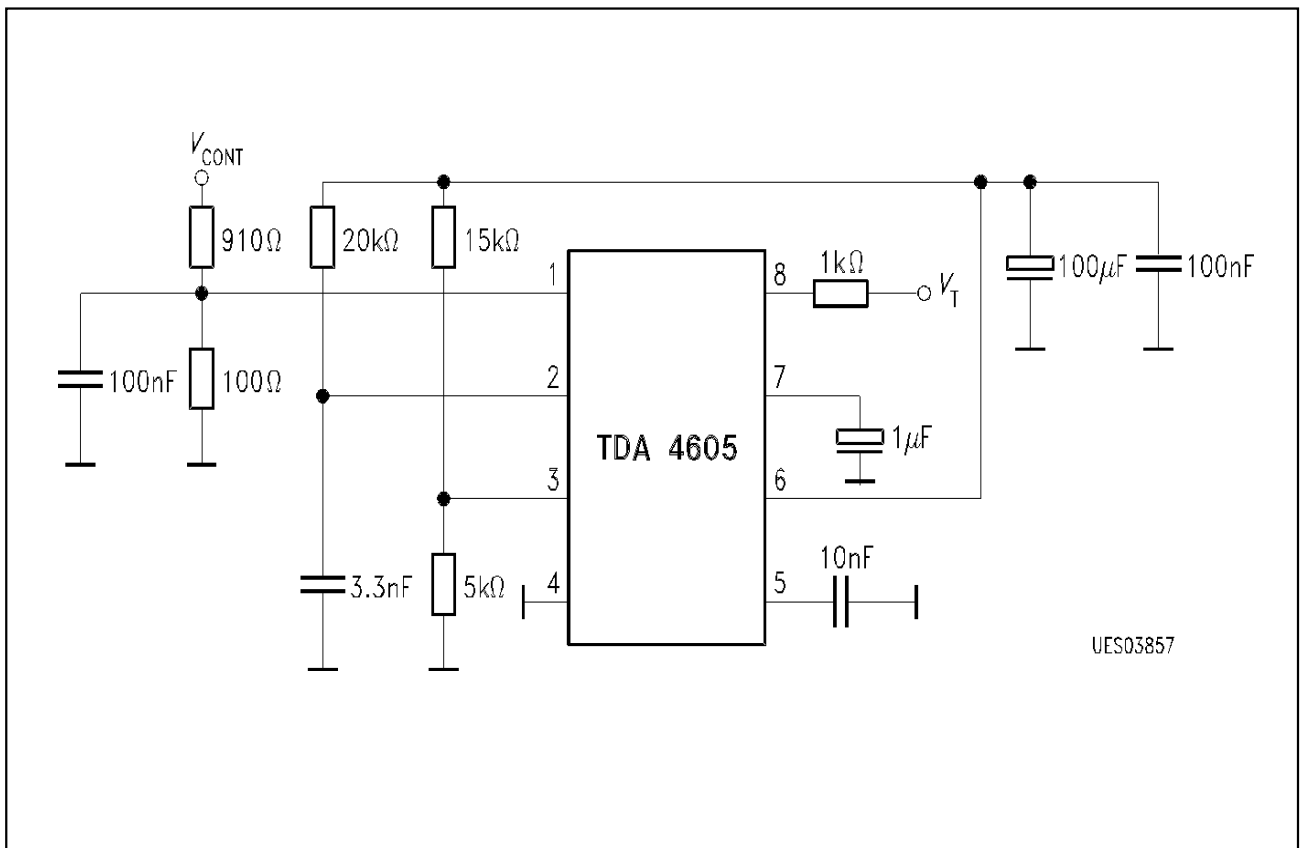 V_CONT
910Ω
20kΩ
15kΩ
1
8
1kΩ
V_T
100µF
100nF
100nF
100Ω
2
7
TDA 4605
1µF
3
6
3.3nF
5kΩ
4
5
10nF
UES03857